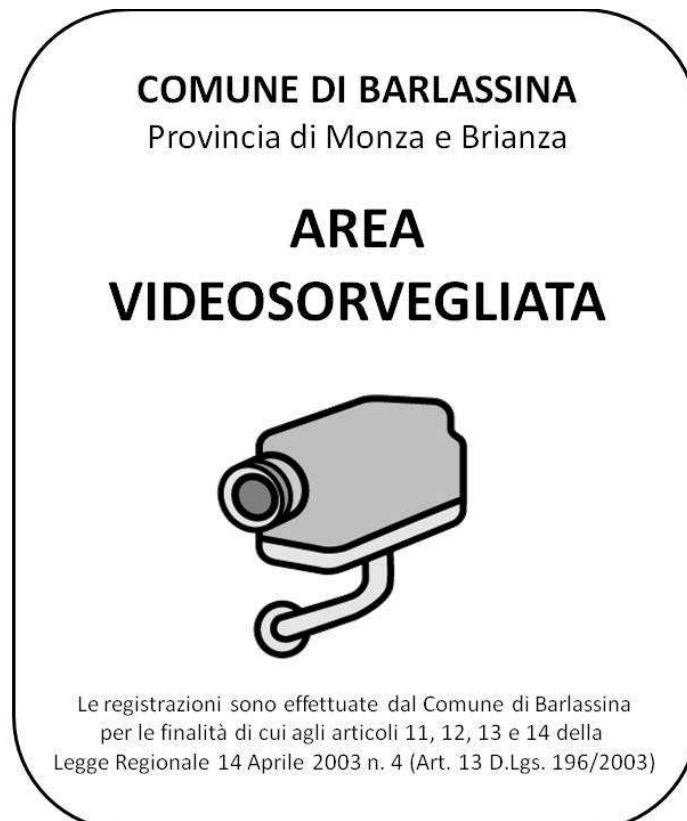 COMUNE DI BARLASSINA
Provincia di Monza e Brianza
AREA
VIDEOSORVEGLIATA
Le registrazioni sono effettuate dal Comune di Barlassina
per le finalità di cui agli articoli 11, 12, 13 e 14 della
Legge Regionale 14 Aprile 2003 n. 4 (Art. 13 D.Lgs. 196/2003)